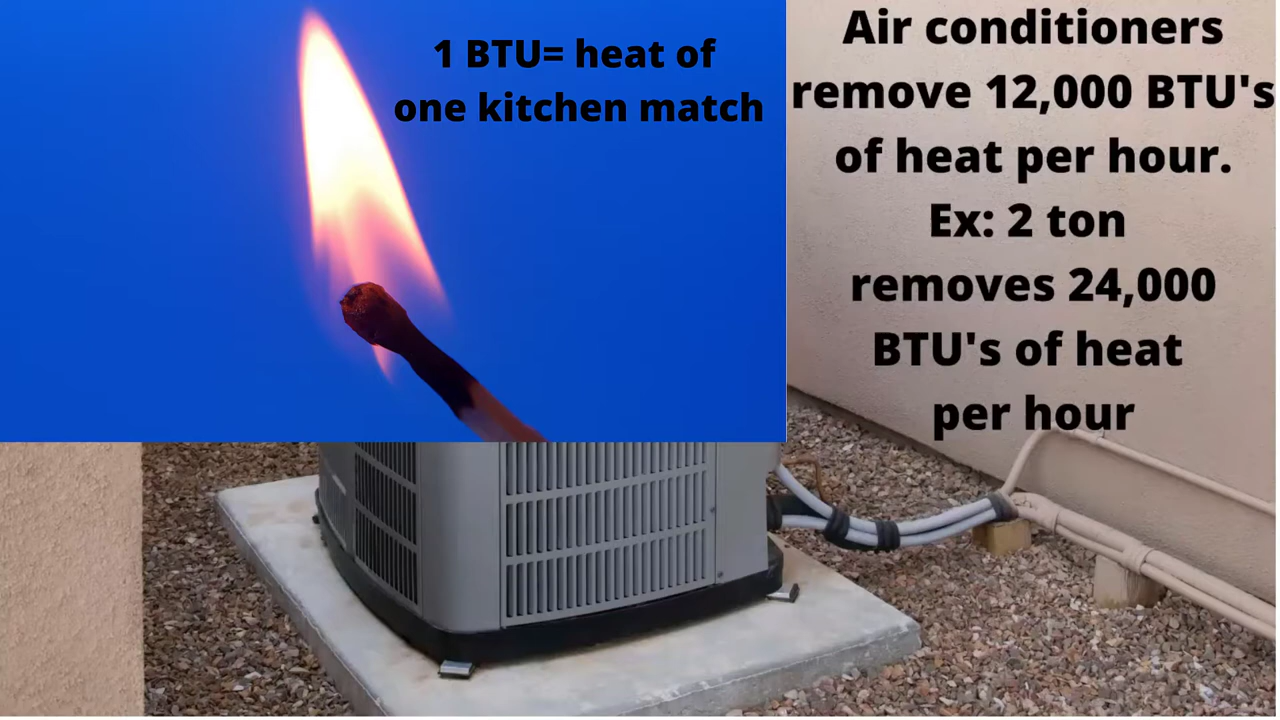 1 BTU= heat of
one kitchen match
Air conditioners
remove 12,000 BTU's
of heat per hour.
Ex: 2 ton
removes 24,000
BTU's of heat
per hour